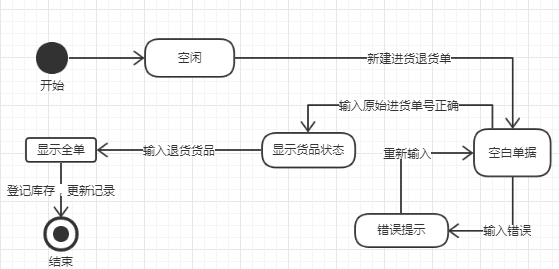 空闲
新建进货退货单
开始
输入原始进货单号正确
显示全单
输入退货货品
显示货品状态
重新输入
空白单据
登记库存，更新记录
错误提示
输入错误
结束